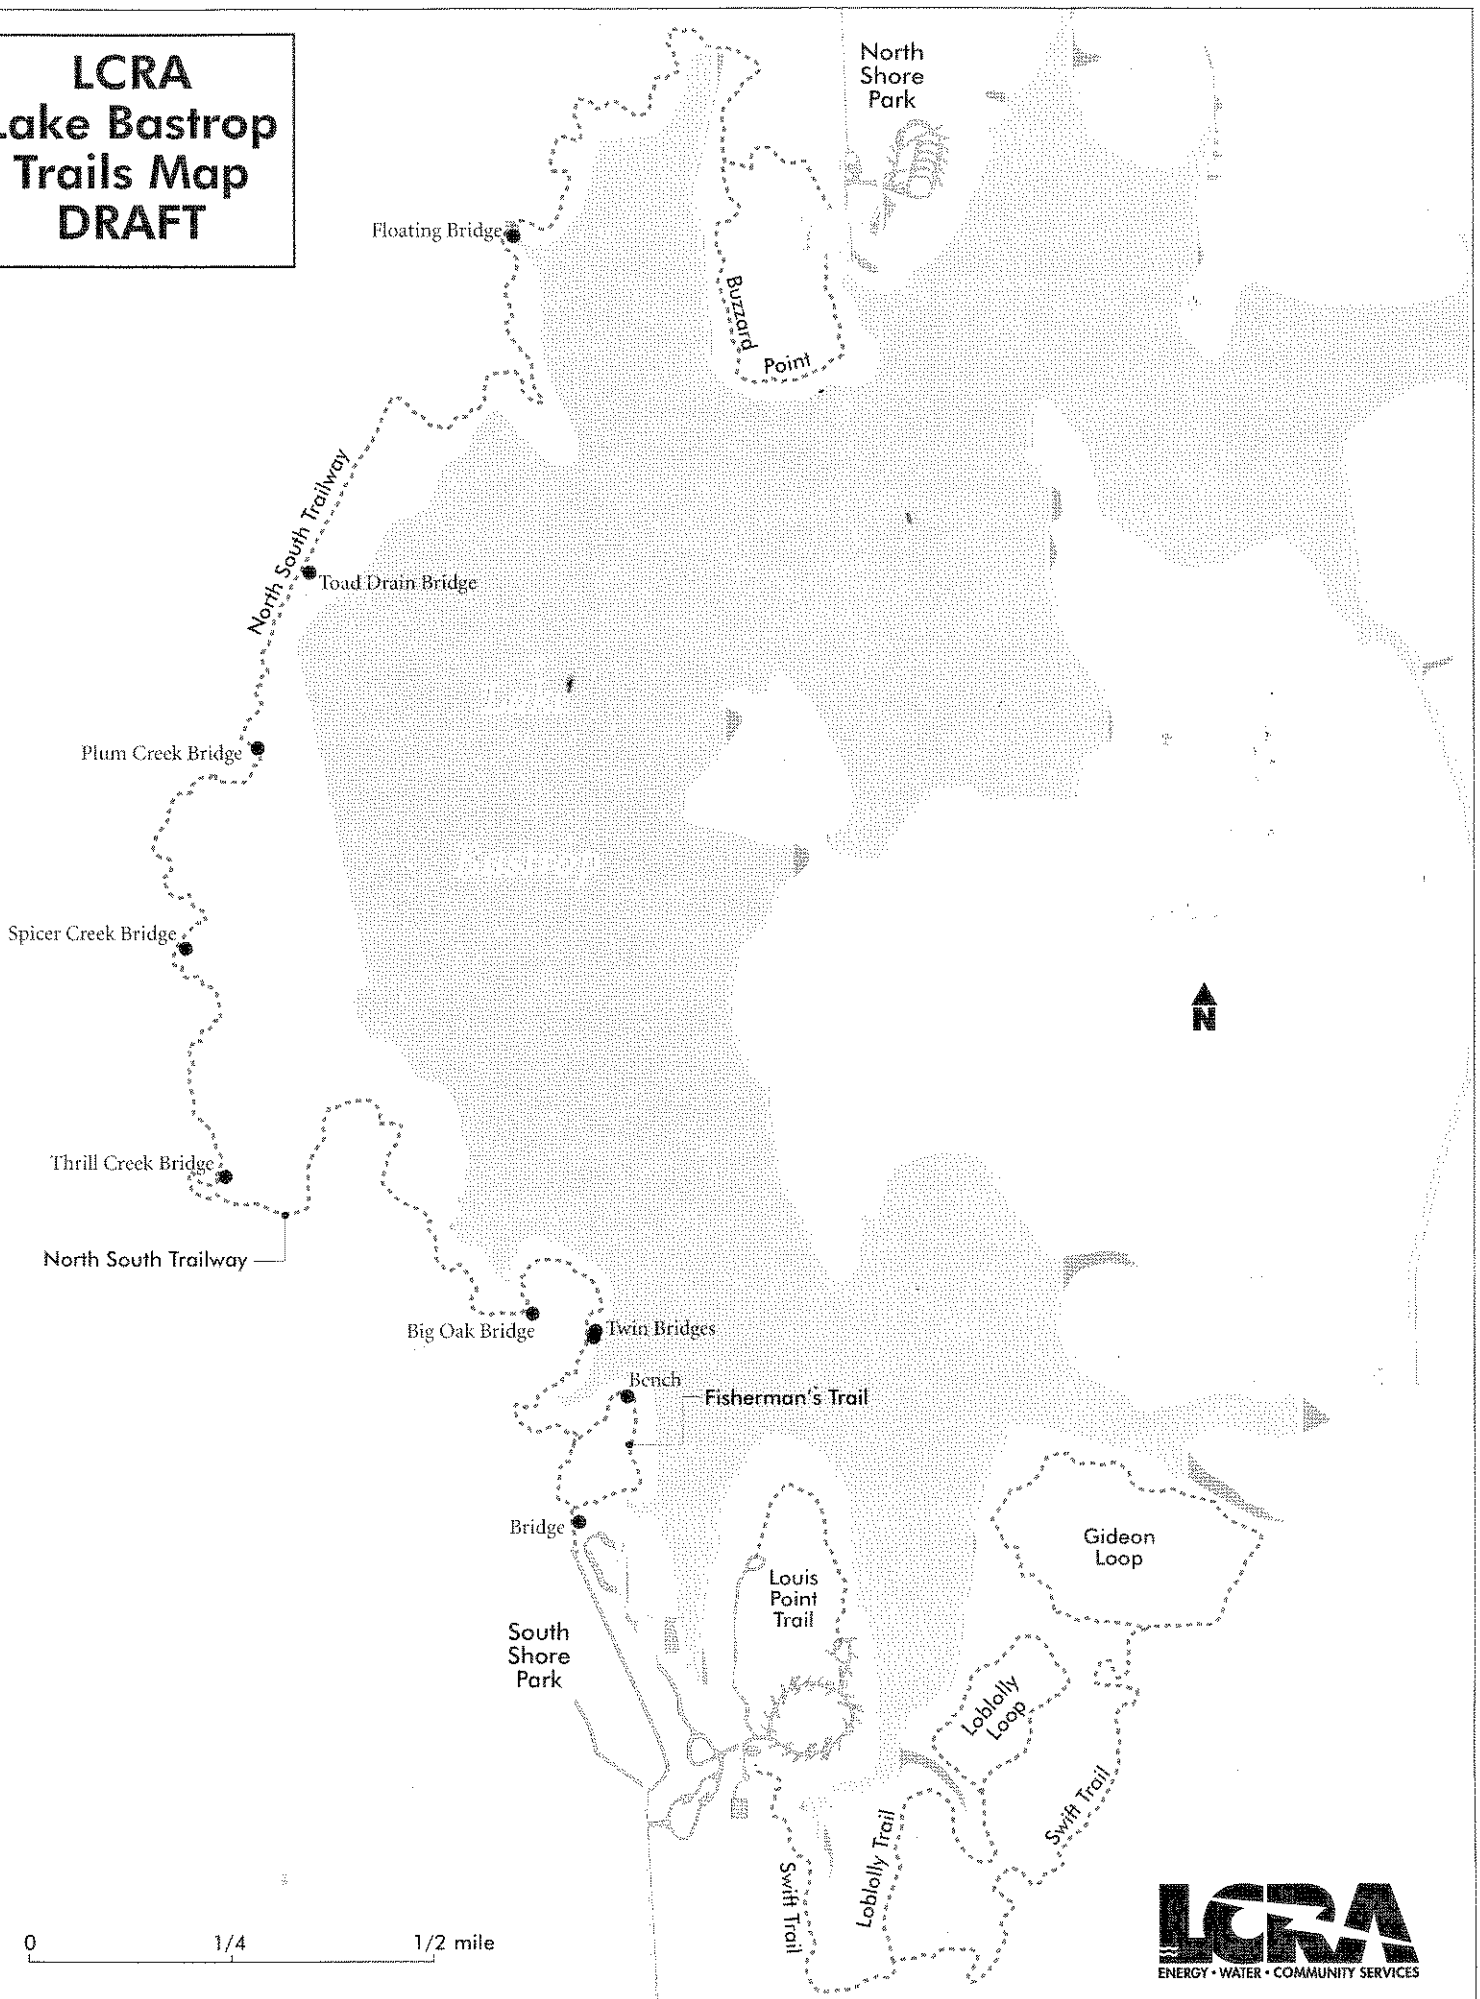 LCRA
Lake Bastrop
Trails Map
DRAFT
North
Shore
Park
Floating Bridge
Buzzard
Point
North South Trailway
Toad Drain Bridge
Lake
Plum Creek Bridge
Bastrop
Spicer Creek Bridge
N
Thrill Creek Bridge
North South Trailway
Big Oak Bridge
Twin Bridges
Bench
Fisherman's Trail
Bridge
Gideon
Loop
Louis
Point
Trail
South
Shore
Park
Loblolly
Loop
Swift Trail
Loblolly Trail
Swift Trail
0 1/4 1/2 mile
LCRA
ENERGY • WATER • COMMUNITY SERVICES